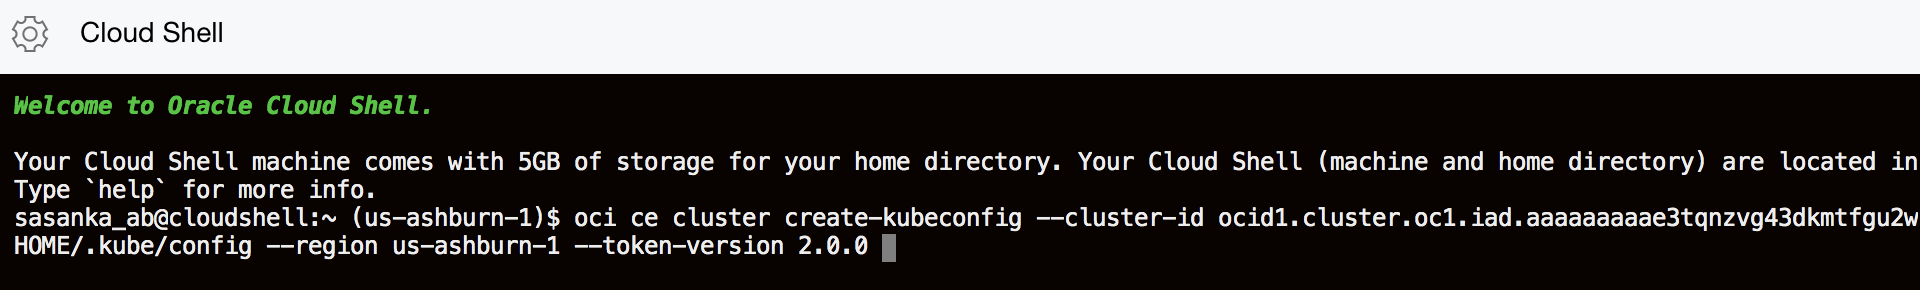 Cloud Shell
Welcome to Oracle Cloud Shell.
Your Cloud Shell machine comes with 5GB of storage for your home directory. Your Cloud Shell (machine and home directory) are located in
Type `help` for more info.
sasanka_ab@cloudshell:~ (us-ashburn-1)$ oci ce cluster create-kubeconfig --cluster-id ocid1.cluster.oc1.iad.aaaaaaaaae3tqnzvg43dkmtfgu2w
HOME/.kube/config --region us-ashburn-1 --token-version 2.0.0